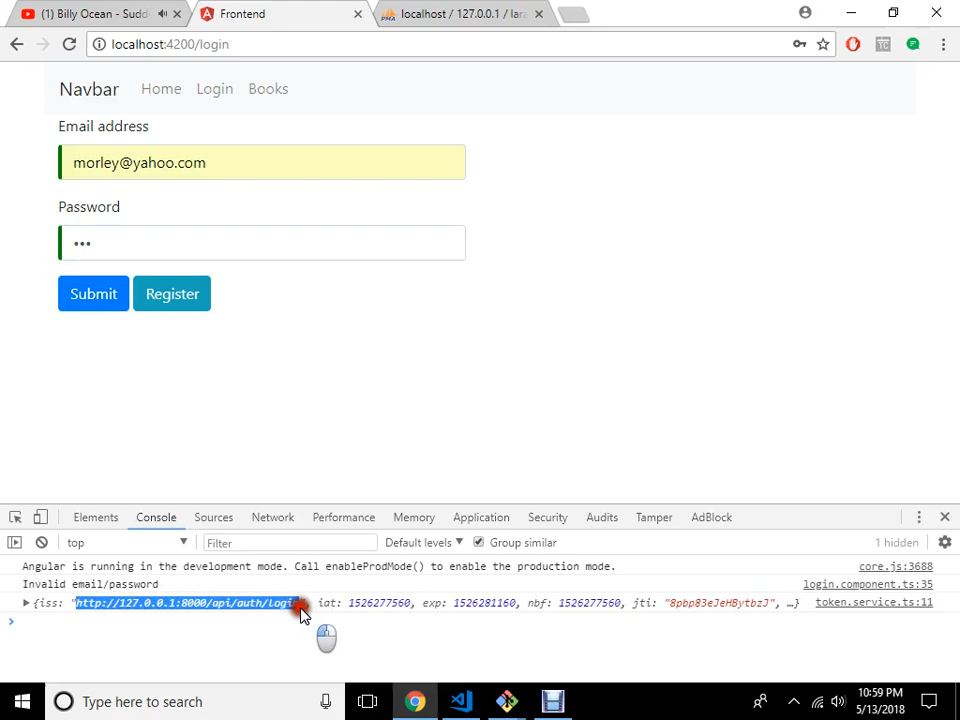 (1) Billy Ocean - Sudd
Frontend
PMA
localhost / 127.0.0.1 / lara
localhost:4200/login
TC
Navbar
Home
Login
Books
Email address
morley@yahoo.com
Password
•••
Submit
Register
Elements
Console
Sources
Network
Performance
Memory
Application
Security
Audits
Tamper
AdBlock
top
Filter
Default levels
Group similar
1 hidden
Angular is running in the development mode. Call enableProdMode() to enable the production mode.
core.js:3688
Invalid email/password
login.component.ts:35
{iss: "http://127.0.0.1:8000/api/auth/logi iat: 1526277560, exp: 1526281160, nbf: 1526277560, jti: "8pbp83eJeHBytbzJ", …}
token.service.ts:11
Type here to search
10:59 PM
5/13/2018